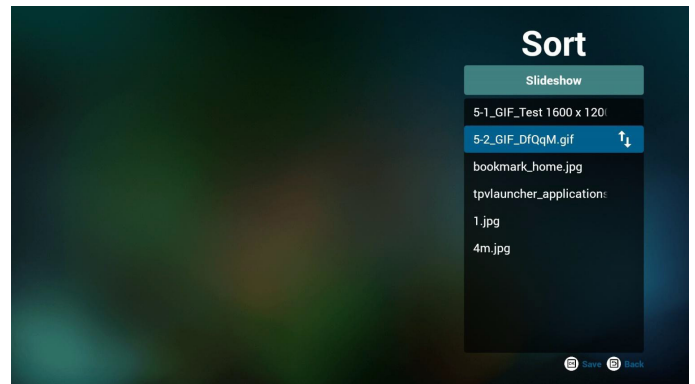 Sort
Slideshow
5-1_GIF_Test 1600 x 120
5-2_GIF_DfQqM.gif
bookmark_home.jpg
tpvlauncher_applications
1.jpg
4m.jpg
Save Back